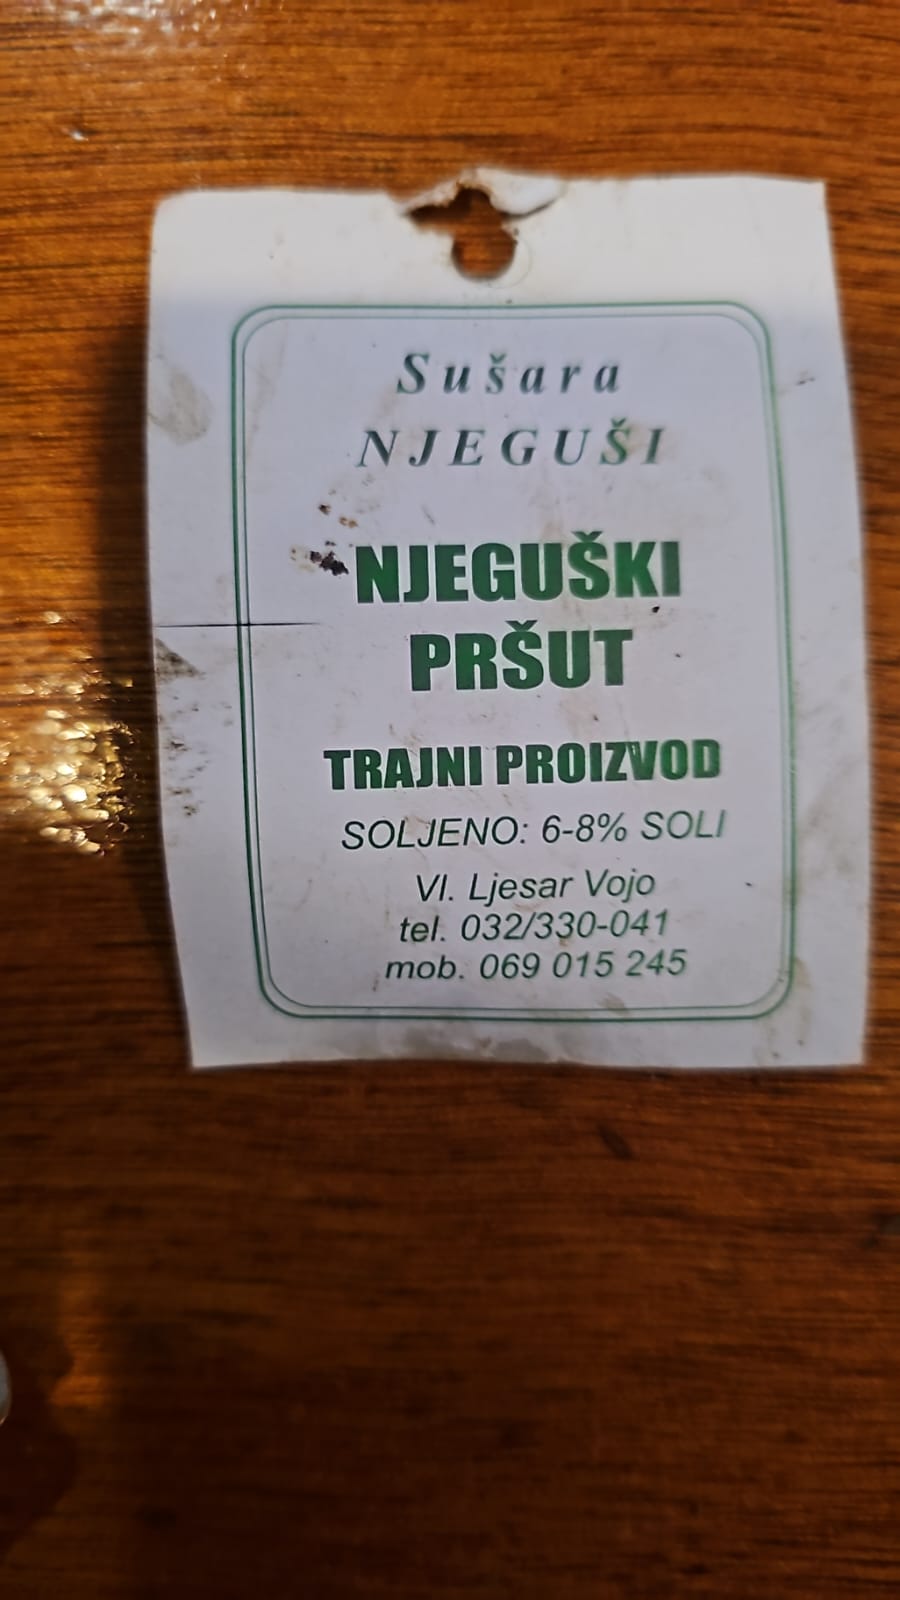 Sušara
NJEGUŠI
NJEGUŠKI
PRŠUT
TRAJNI PROIZVOD
SOLJENO: 6-8% SOLI
Vl. Ljesar Vojo
tel. 032/330-041
mob. 069 015 245